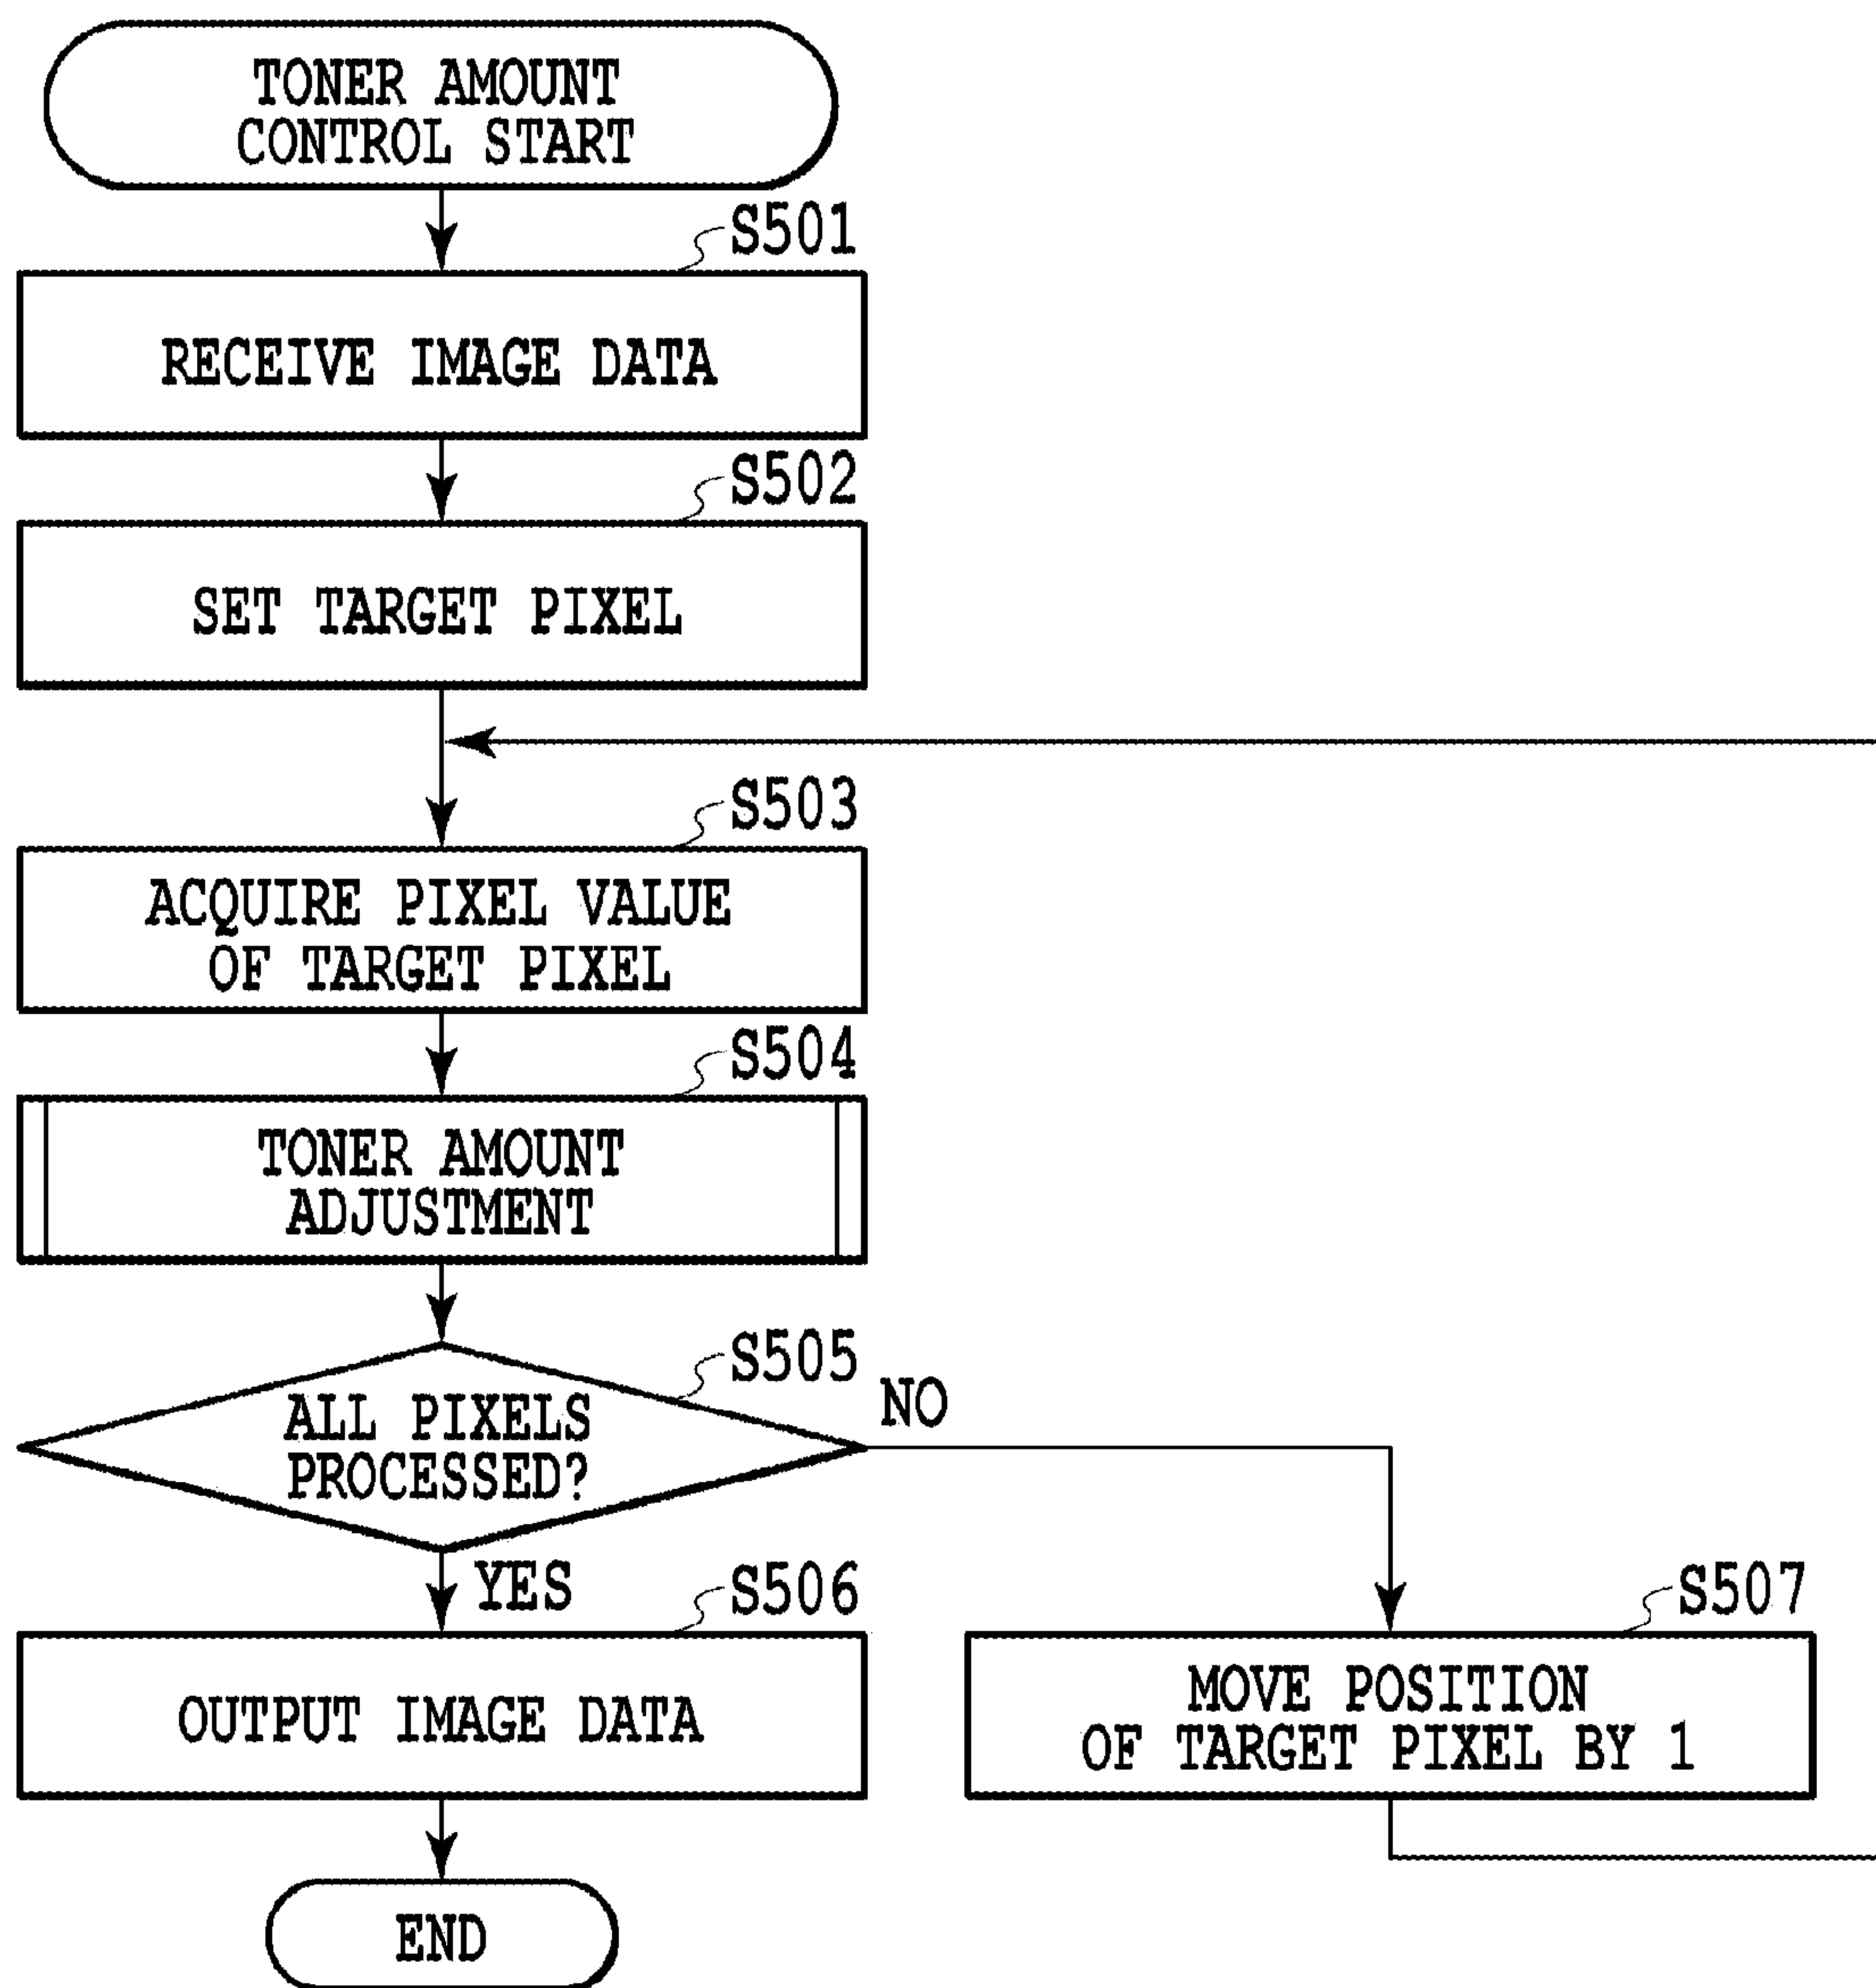 TONER AMOUNT
CONTROL START
S501
RECEIVE IMAGE DATA
S502
SET TARGET PIXEL
S503
ACQUIRE PIXEL VALUE
OF TARGET PIXEL
S504
TONER AMOUNT
ADJUSTMENT
S505
ALL PIXELS
PROCESSED?
NO
YES
S506
OUTPUT IMAGE DATA
S507
MOVE POSITION
OF TARGET PIXEL BY 1
END